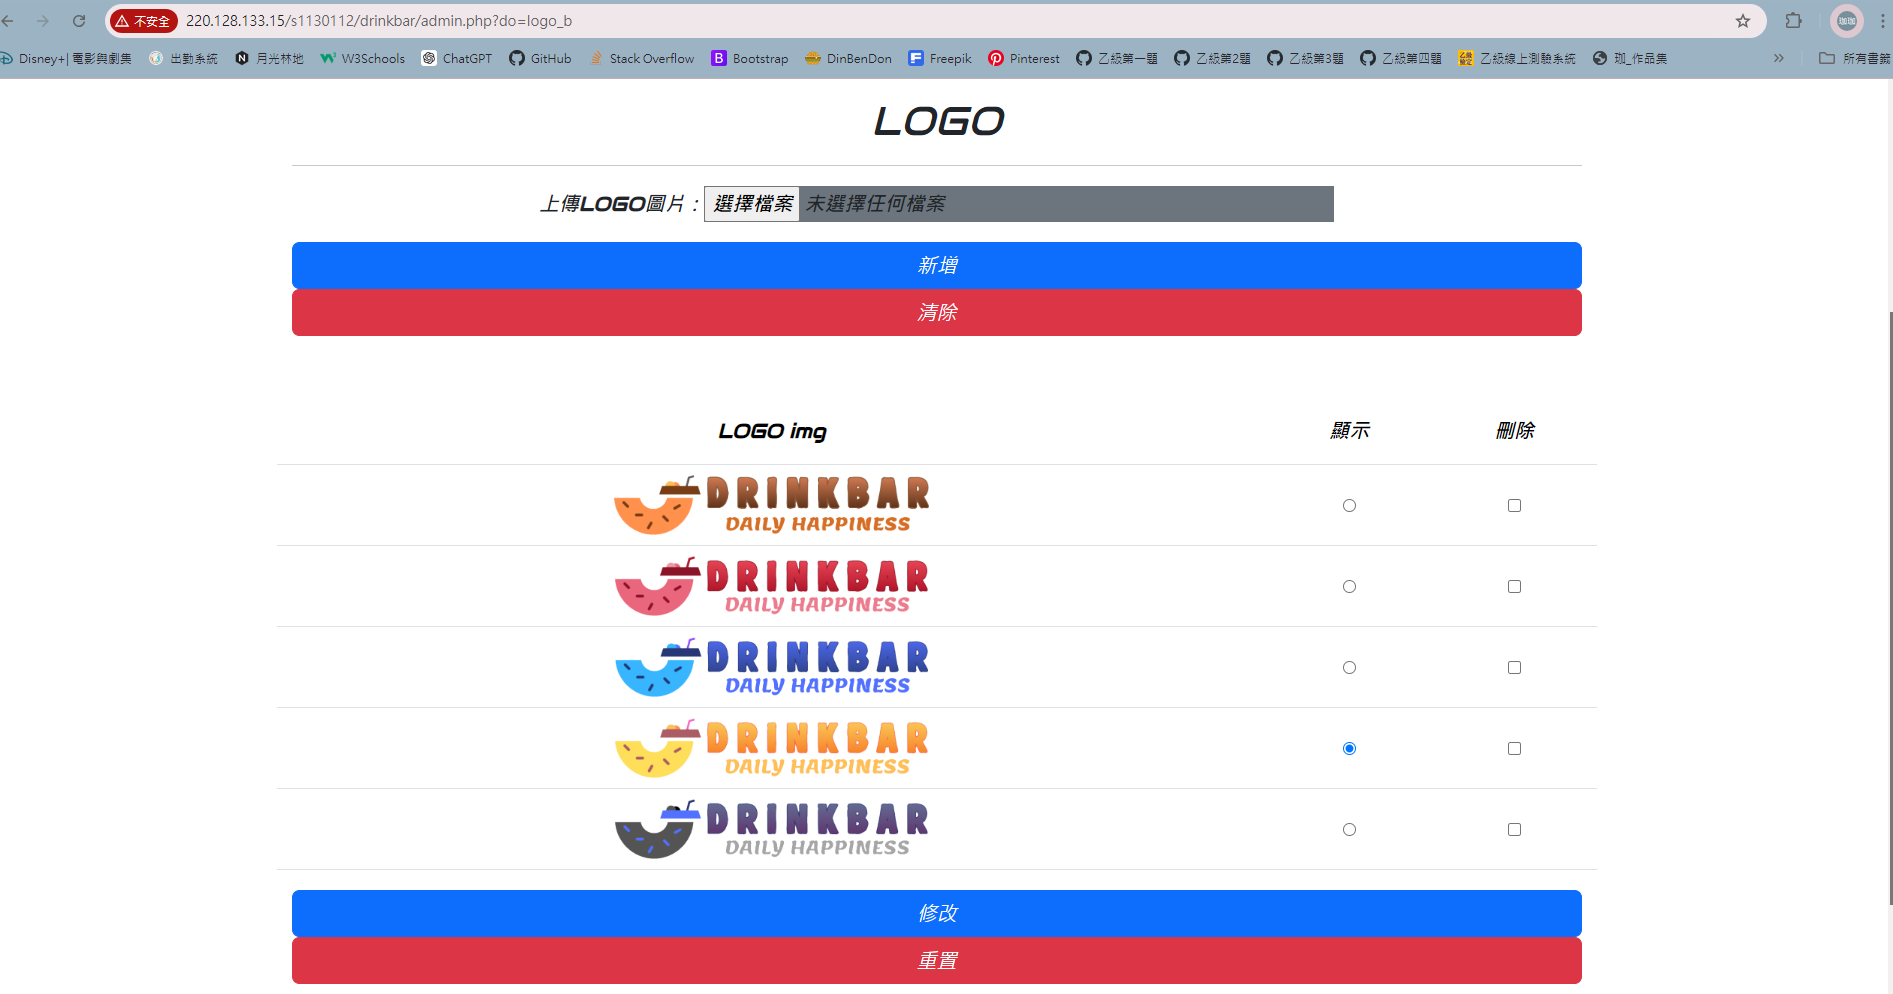 不安全 220.128.133.15/s1130112/drinkbar/admin.php?do=logo_b
Disney+| 電影與劇集 出勤系統 月光林地 W3Schools ChatGPT GitHub Stack Overflow Bootstrap DinBenDon Freepik Pinterest 乙級第一題 乙級第2題 乙級第3題 乙級第四題 乙級線上測驗系統 珈_作品集 » 所有書籤
LOGO
上傳LOGO圖片：選擇檔案 未選擇任何檔案
新增
清除
LOGO img 顯示 刪除
DRINKBAR
DAILY HAPPINESS
DRINKBAR
DAILY HAPPINESS
DRINKBAR
DAILY HAPPINESS
DRINKBAR
DAILY HAPPINESS
DRINKBAR
DAILY HAPPINESS
修改
重置